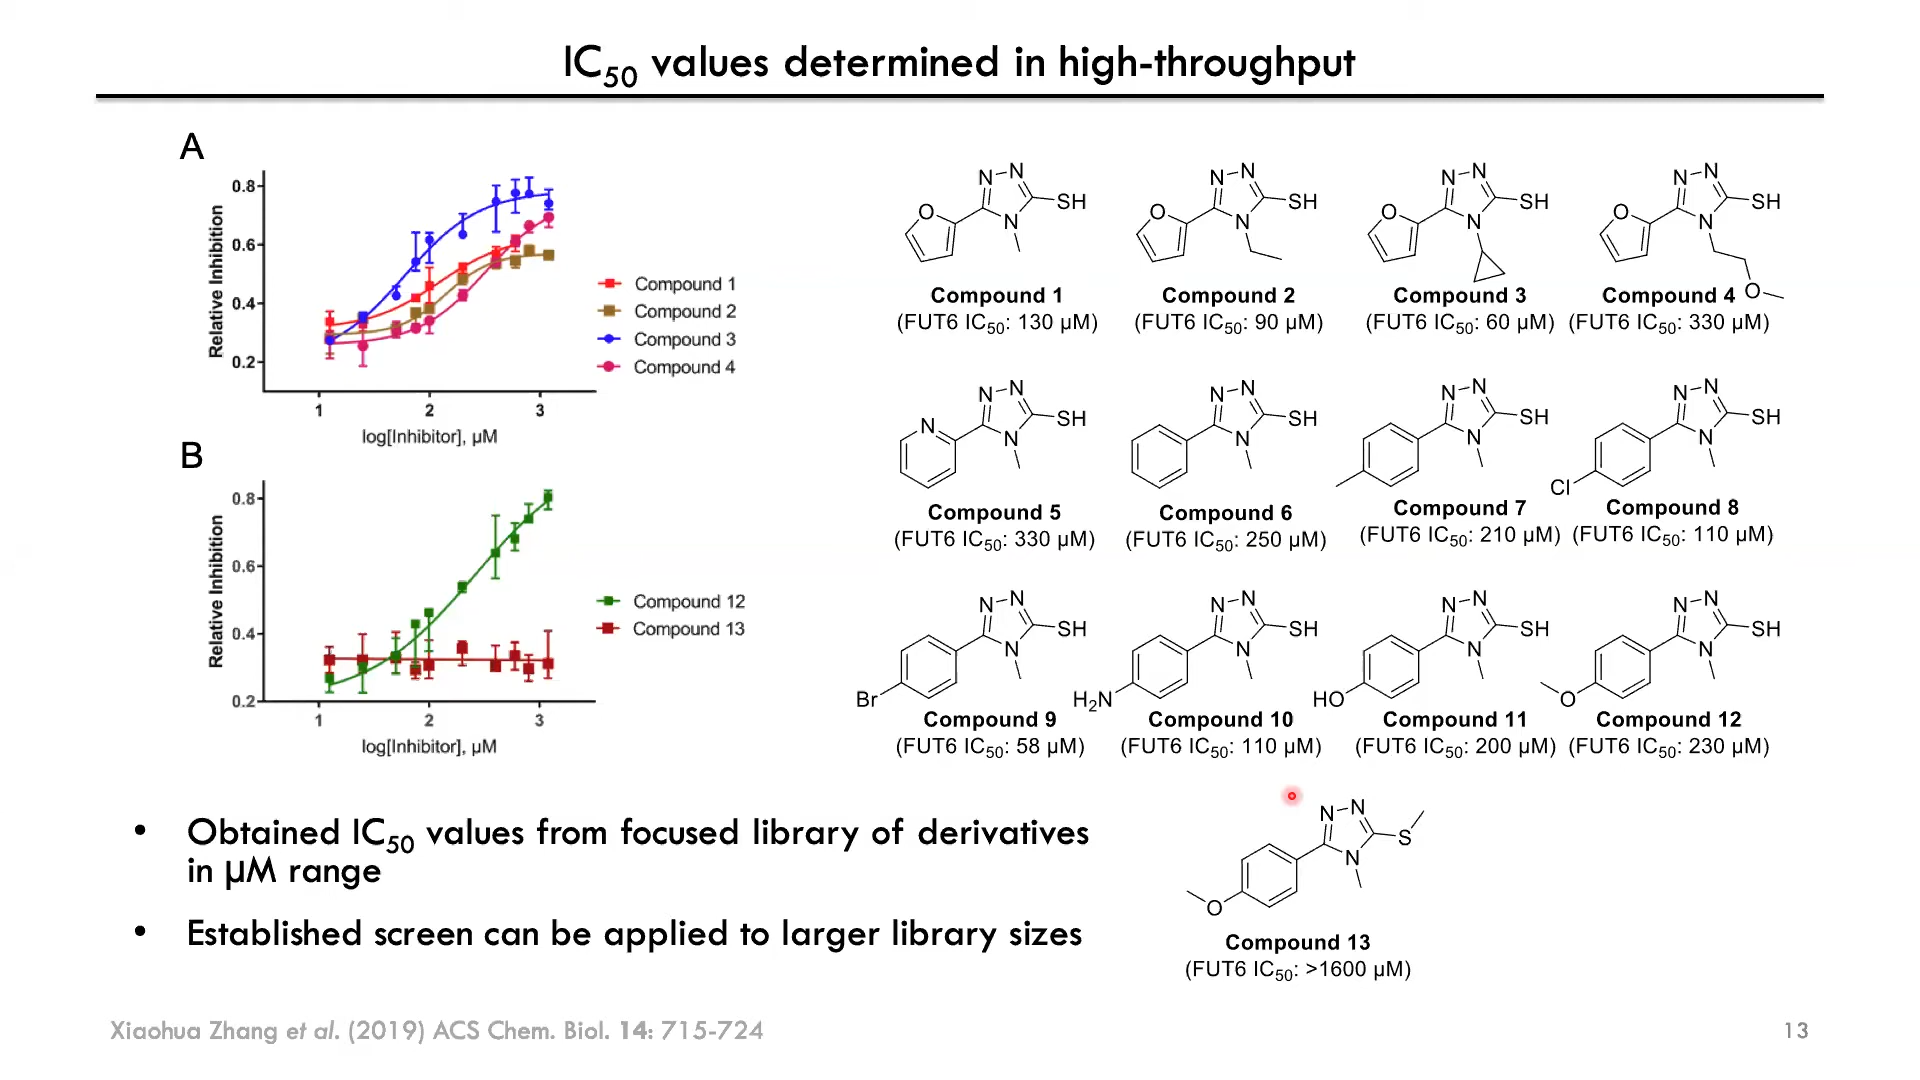 IC50 values determined in high-throughput
A
Relative Inhibition
0.8
0.6
0.4
0.2
1 2 3
log[Inhibitor], µM
Compound 1
Compound 2
Compound 3
Compound 4
B
Relative Inhibition
0.8
0.6
0.4
0.2
1 2 3
log[Inhibitor], µM
Compound 12
Compound 13
N N N O SH
Compound 1
(FUT6 IC50: 130 µM)
N N N O SH
Compound 2
(FUT6 IC50: 90 µM)
N N N O SH
Compound 3
(FUT6 IC50: 60 µM)
N N N O SH O
Compound 4
(FUT6 IC50: 330 µM)
N N N N SH
Compound 5
(FUT6 IC50: 330 µM)
N N N SH
Compound 6
(FUT6 IC50: 250 µM)
N N N SH
Compound 7
(FUT6 IC50: 210 µM)
N N N SH Cl
Compound 8
(FUT6 IC50: 110 µM)
N N N SH Br
Compound 9
(FUT6 IC50: 58 µM)
N N N SH H2N
Compound 10
(FUT6 IC50: 110 µM)
N N N SH HO
Compound 11
(FUT6 IC50: 200 µM)
N N N SH O
Compound 12
(FUT6 IC50: 230 µM)
N N N S O
Compound 13
(FUT6 IC50: >1600 µM)
• Obtained IC50 values from focused library of derivatives
in µM range
• Established screen can be applied to larger library sizes
Xiaohua Zhang et al. (2019) ACS Chem. Biol. 14: 715-724
13